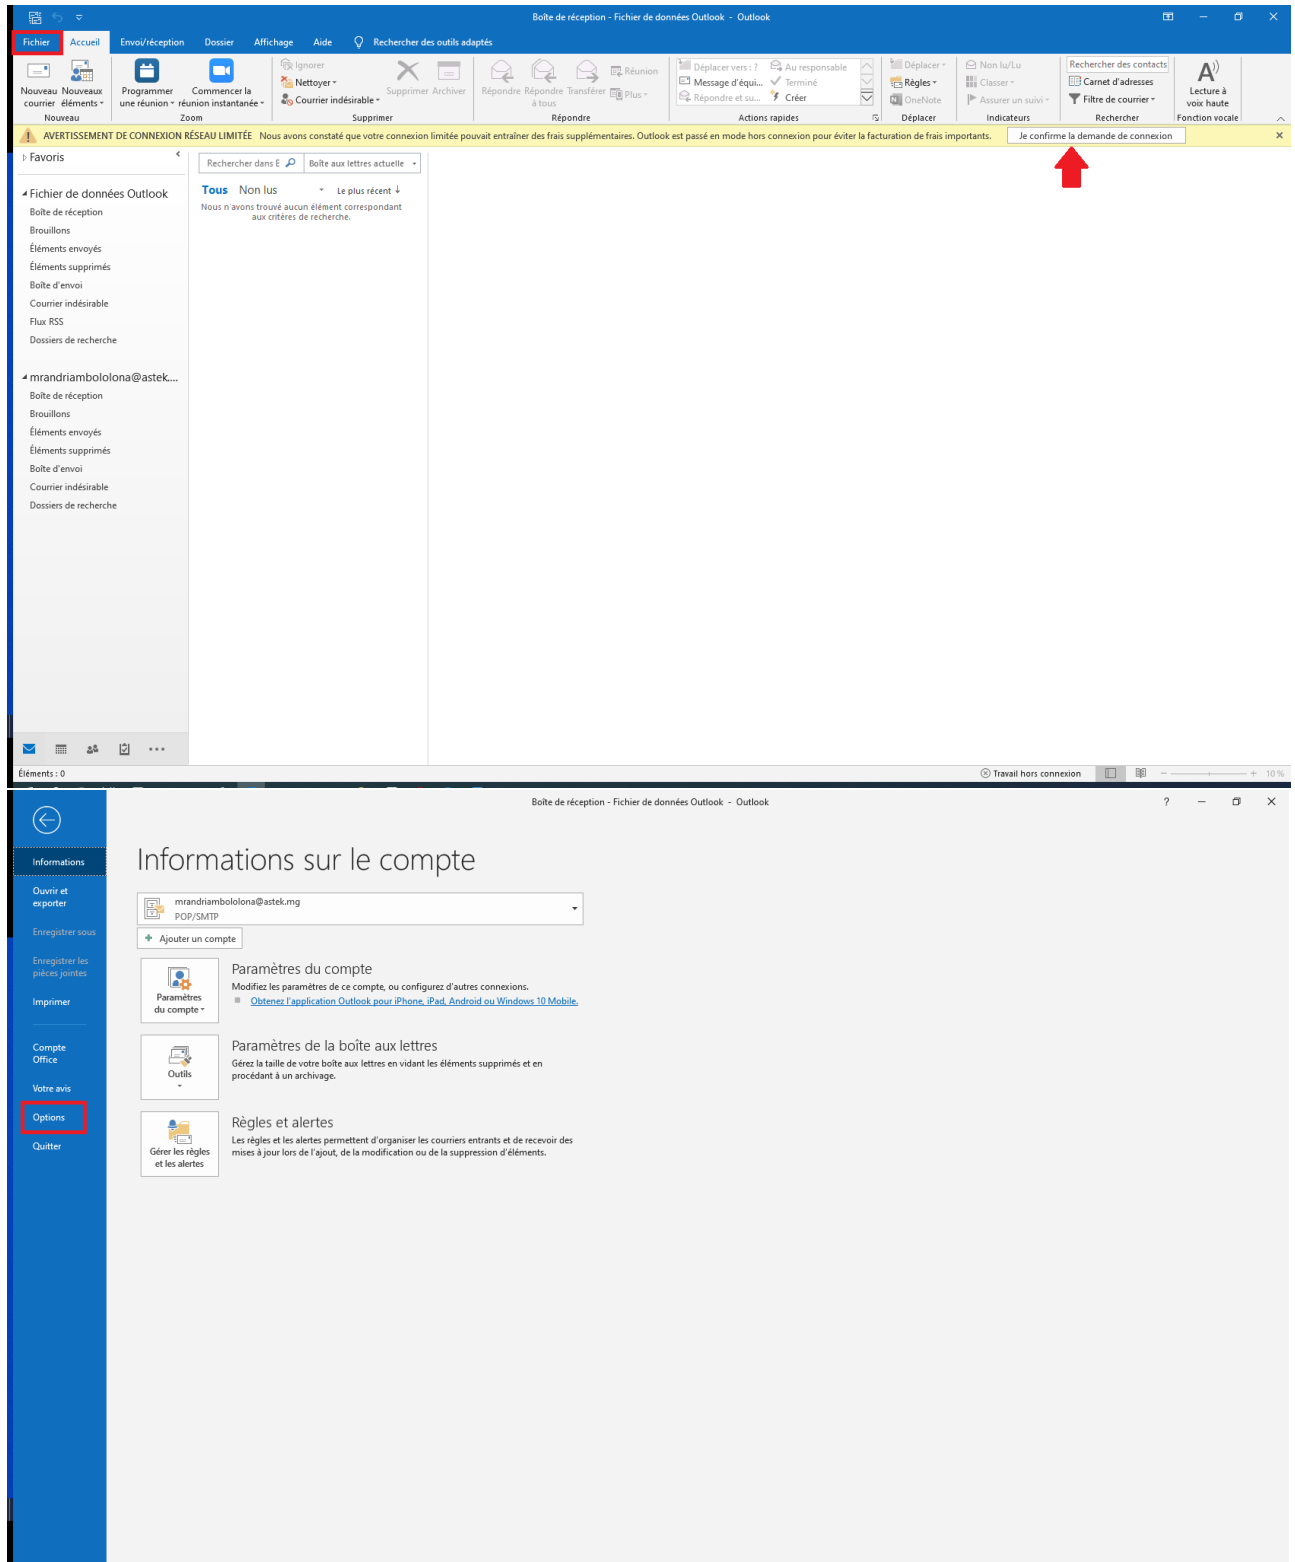 Boîte de réception - Fichier de données Outlook - Outlook
Fichier Accueil Envoi/réception Dossier Affichage Aide Rechercher des outils adaptés
Nouveau courrier
Nouveaux éléments
Nouveau
Programmer une réunion
Commencer la réunion instantanée
Zoom
Ignorer
Nettoyer
Courrier indésirable
Supprimer
Archiver
Supprimer
Répondre
Répondre à tous
Transférer
Réunion
Plus
Répondre
Déplacer vers : ?
Message d'équi...
Répondre et su...
Au responsable
Terminé
Créer
Actions rapides
Déplacer
Règles
OneNote
Déplacer
Non lu/Lu
Classer
Assurer un suivi
Indicateurs
Rechercher des contacts
Carnet d'adresses
Filtre de courrier
Rechercher
Lecture à voix haute
Fonction vocale
AVERTISSEMENT DE CONNEXION RÉSEAU LIMITÉE Nous avons constaté que votre connexion limitée pouvait entraîner des frais supplémentaires. Outlook est passé en mode hors connexion pour éviter la facturation de frais importants. Je confirme la demande de connexion
Favoris
Fichier de données Outlook
Boîte de réception
Brouillons
Éléments envoyés
Éléments supprimés
Boîte d'envoi
Courrier indésirable
Flux RSS
Dossiers de recherche
mrandriambololona@astek....
Boîte de réception
Brouillons
Éléments envoyés
Éléments supprimés
Boîte d'envoi
Courrier indésirable
Dossiers de recherche
Rechercher dans E Boîte aux lettres actuelle
Tous Non lus Le plus récent
Nous n'avons trouvé aucun élément correspondant
aux critères de recherche.
Éléments : 0
Travail hors connexion
10 %
Boîte de réception - Fichier de données Outlook - Outlook
Informations
Ouvrir et
exporter
Enregistrer sous
Enregistrer les
pièces jointes
Imprimer
Compte
Office
Votre avis
Options
Quitter
Informations sur le compte
mrandriambololona@astek.mg
POP/SMTP
Ajouter un compte
Paramètres
du compte
Paramètres du compte
Modifiez les paramètres de ce compte, ou configurez d'autres connexions.
Obtenez l'application Outlook pour iPhone, iPad, Android ou Windows 10 Mobile.
Outils
Paramètres de la boîte aux lettres
Gérez la taille de votre boîte aux lettres en vidant les éléments supprimés et en
procédant à un archivage.
Gérer les règles
et les alertes
Règles et alertes
Les règles et les alertes permettent d'organiser les courriers entrants et de recevoir des
mises à jour lors de l'ajout, de la modification ou de la suppression d'éléments.